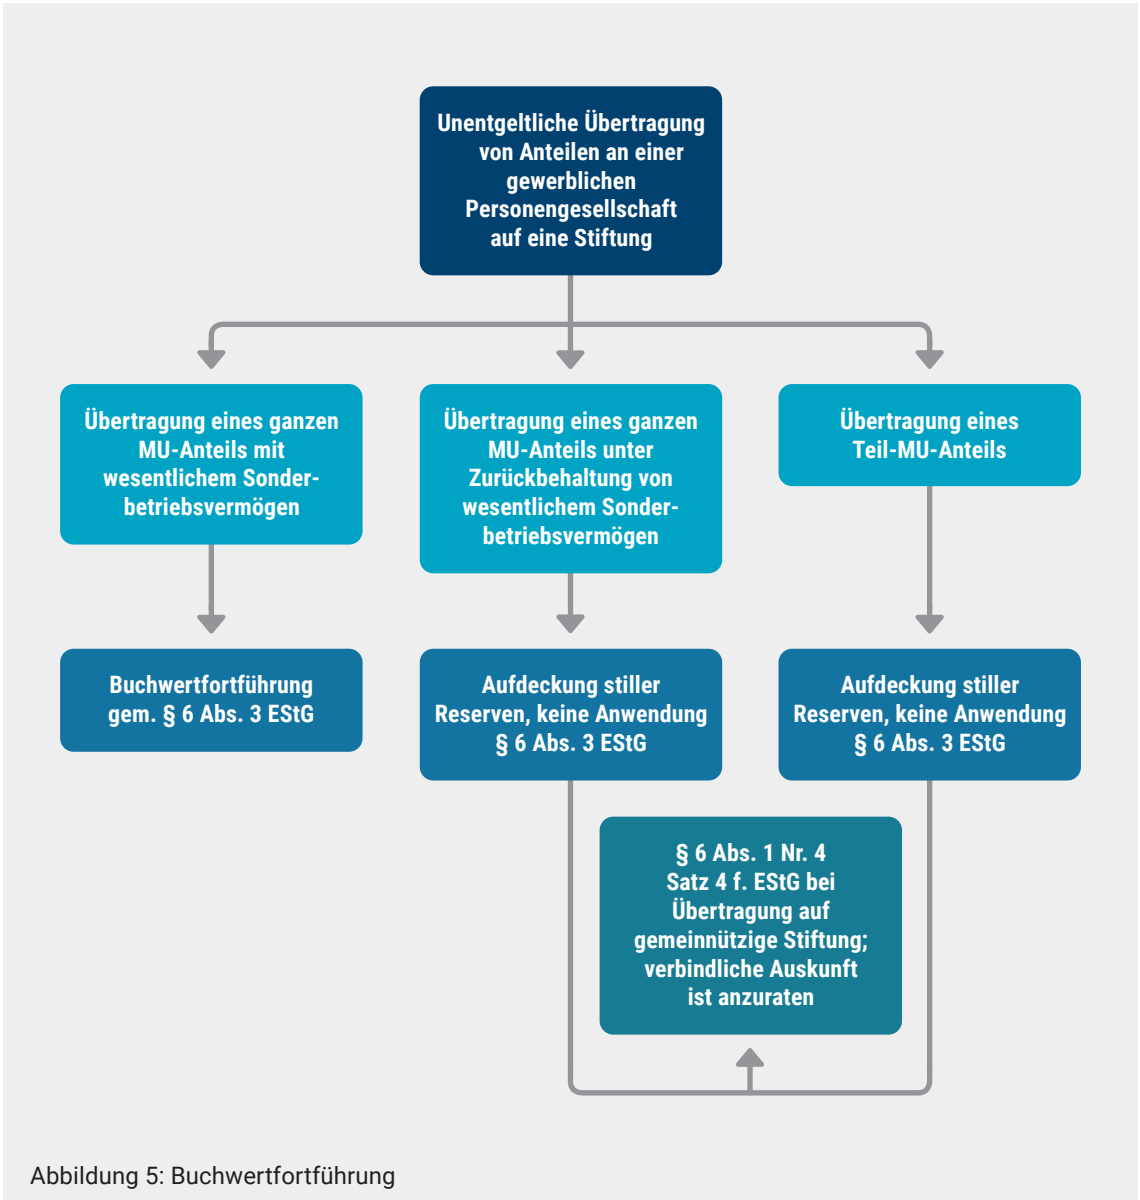 Unentgeltliche Übertragung
von Anteilen an einer
gewerblichen
Personengesellschaft
auf eine Stiftung
Übertragung eines ganzen
MU-Anteils mit
wesentlichem Sonder-
betriebsvermögen
Übertragung eines ganzen
MU-Anteils unter
Zurückbehaltung von
wesentlichem Sonder-
betriebsvermögen
Übertragung eines
Teil-MU-Anteils
Buchwertfortführung
gem. § 6 Abs. 3 EStG
Aufdeckung stiller
Reserven, keine Anwendung
§ 6 Abs. 3 EStG
Aufdeckung stiller
Reserven, keine Anwendung
§ 6 Abs. 3 EStG
§ 6 Abs. 1 Nr. 4
Satz 4 f. EStG bei
Übertragung auf
gemeinnützige Stiftung;
verbindliche Auskunft
ist anzuraten
Abbildung 5: Buchwertfortführung